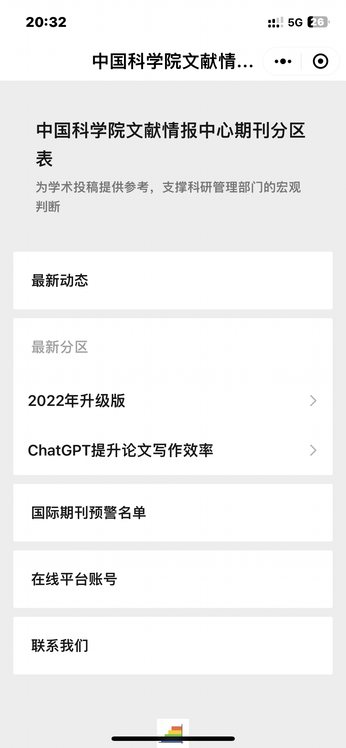 20:32
5G 26
中国科学院文献情...
中国科学院文献情报中心期刊分区
表
为学术投稿提供参考，支撑科研管理部门的宏观
判断
最新动态
最新分区
2022年升级版
ChatGPT提升论文写作效率
国际期刊预警名单
在线平台账号
联系我们